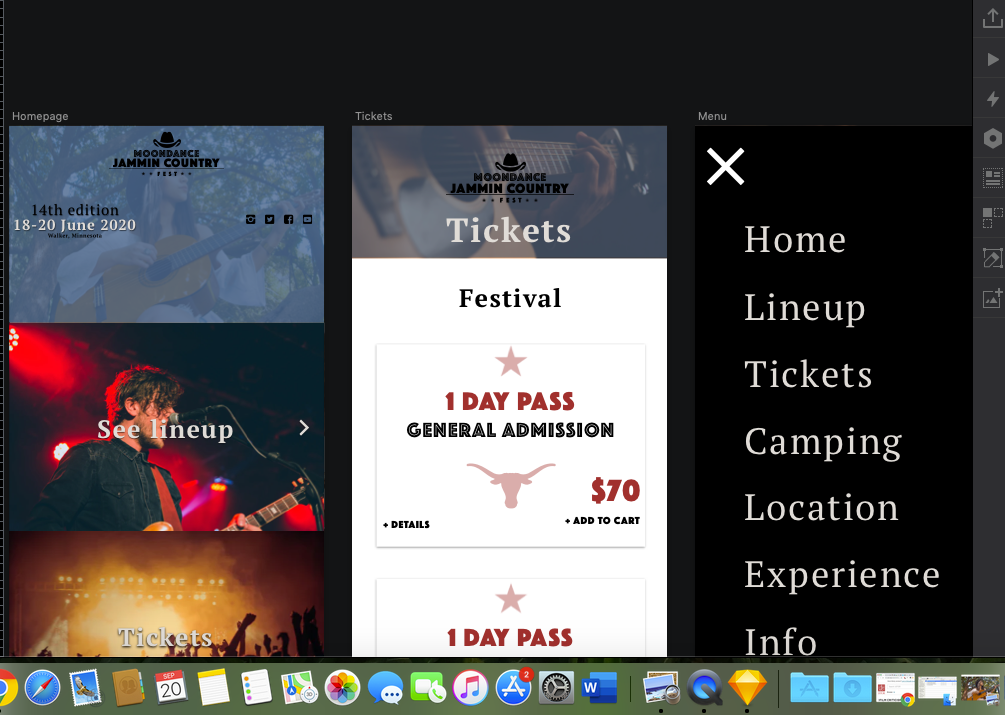 Homepage
MOONDANCE
JAMMIN COUNTRY
FEST
14th edition
18-20 June 2020
Walker, Minnesota
See lineup
Tickets
Tickets
MOONDANCE
JAMMIN COUNTRY
FEST
Tickets
Festival
1 DAY PASS
GENERAL ADMISSION
$70
+ DETAILS
+ ADD TO CART
1 DAY PASS
Menu
Home
Lineup
Tickets
Camping
Location
Experience
Info
SEP
20
2
W